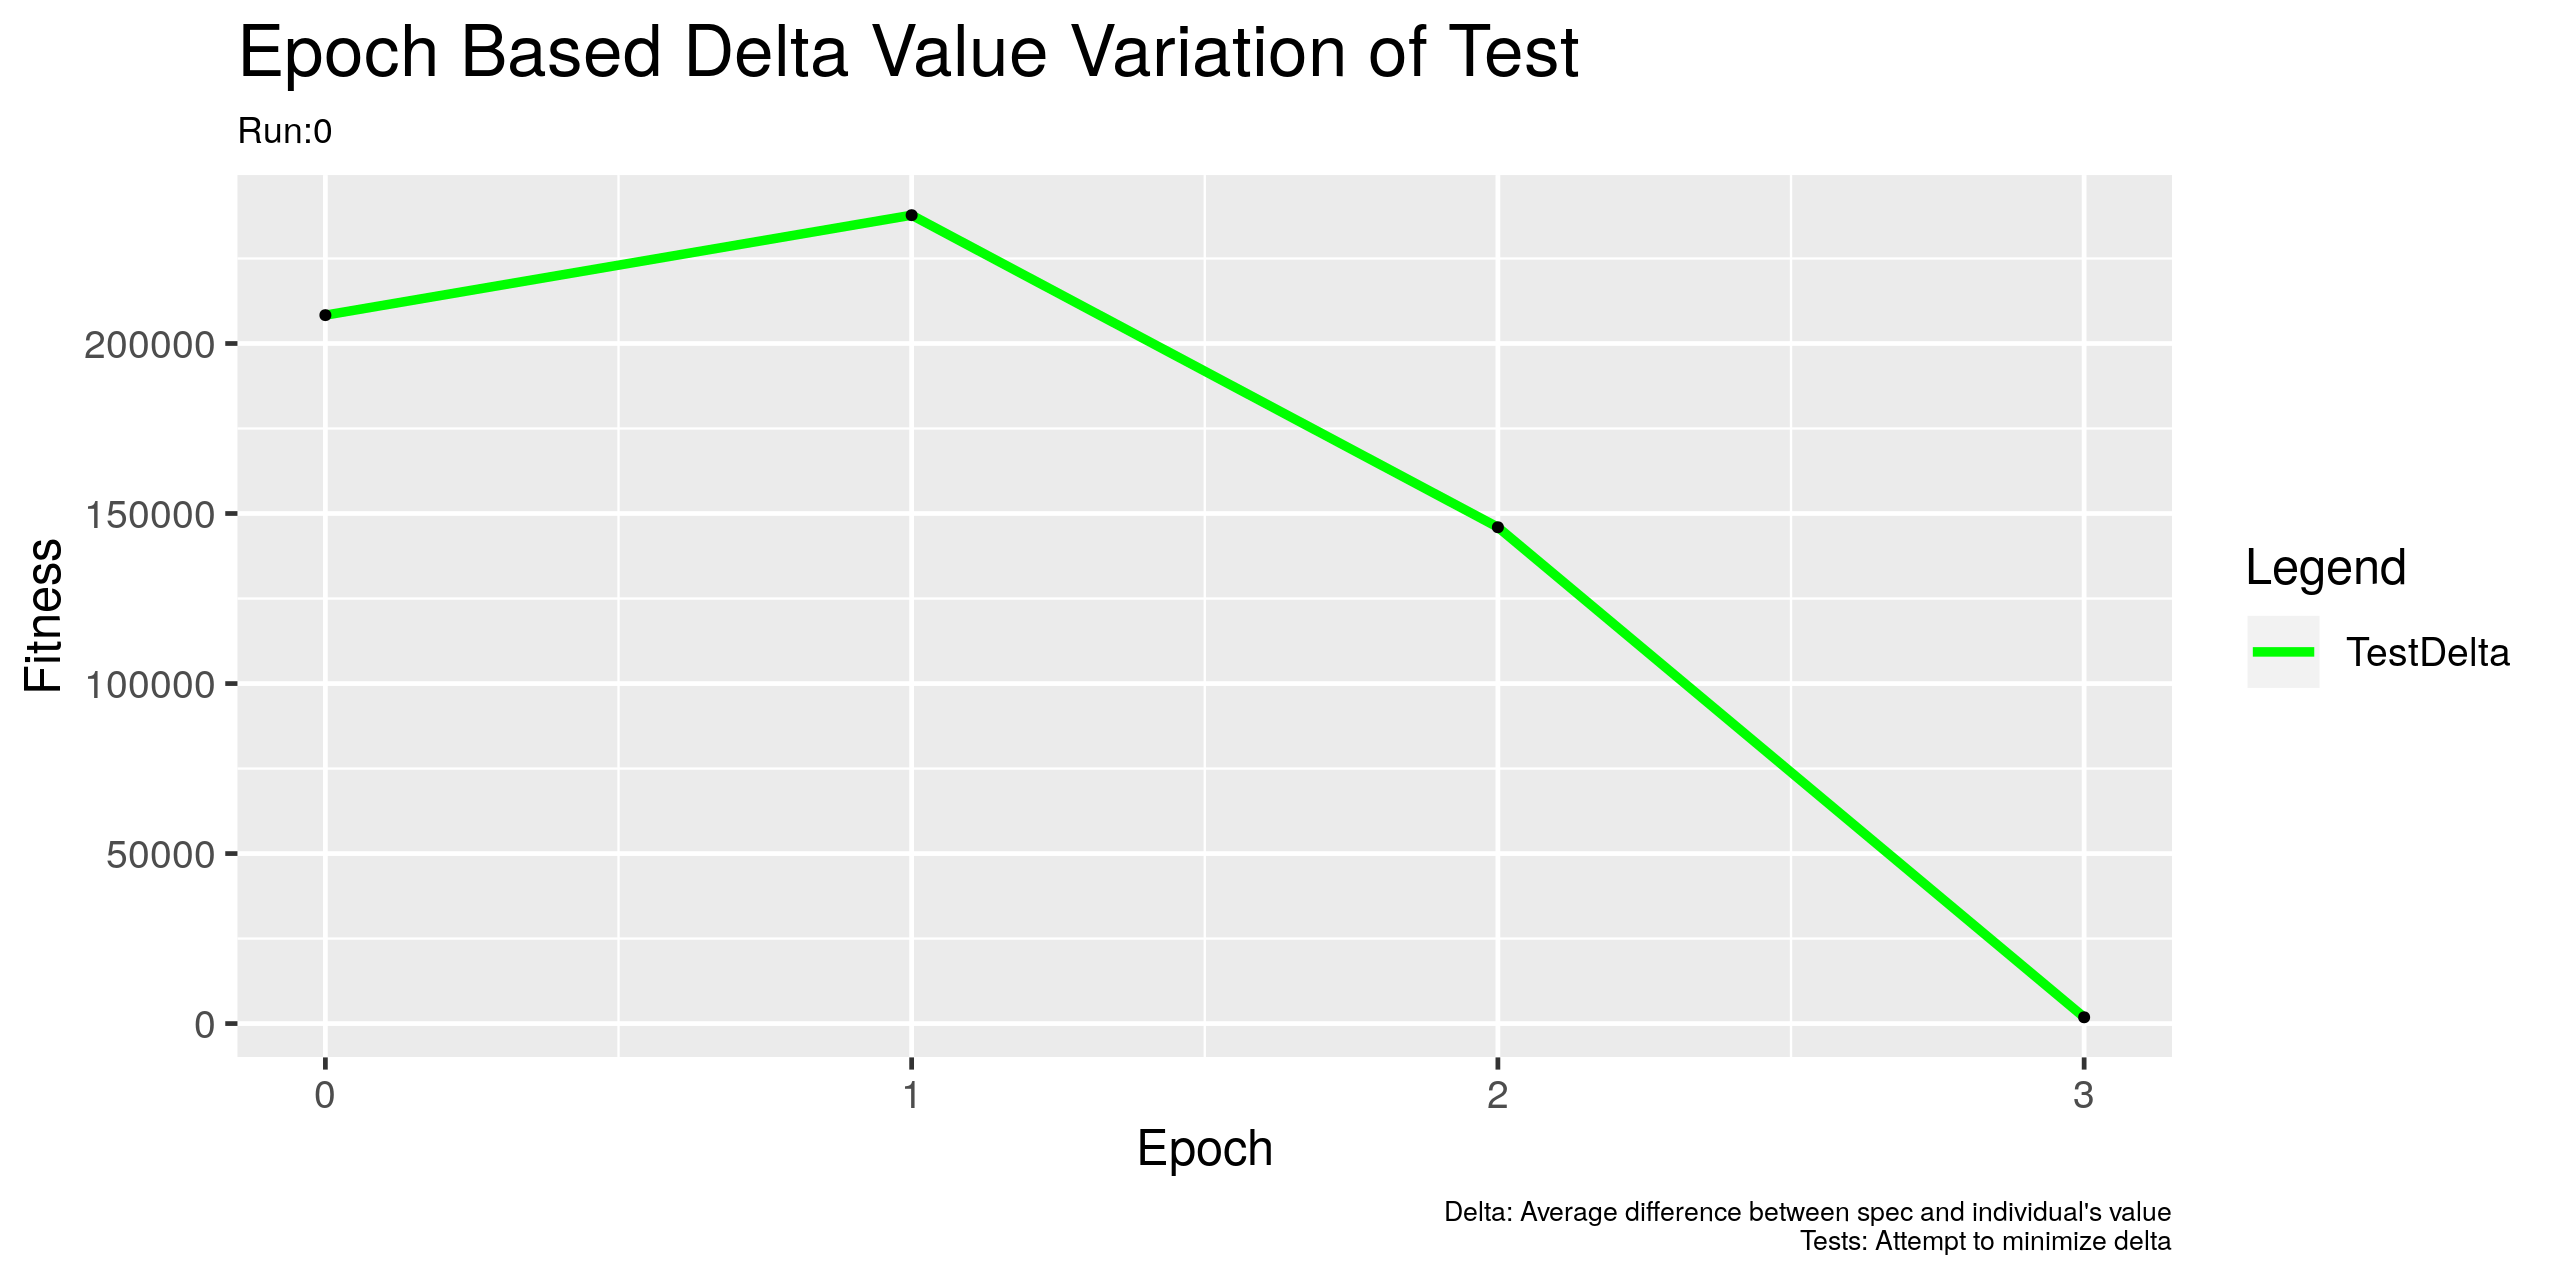 Epoch Based Delta Value Variation of Test
Run:0
Fitness
200000
150000
100000
50000
0
0 1 2 3
Epoch
Legend
TestDelta
Delta: Average difference between spec and individual's value
Tests: Attempt to minimize delta